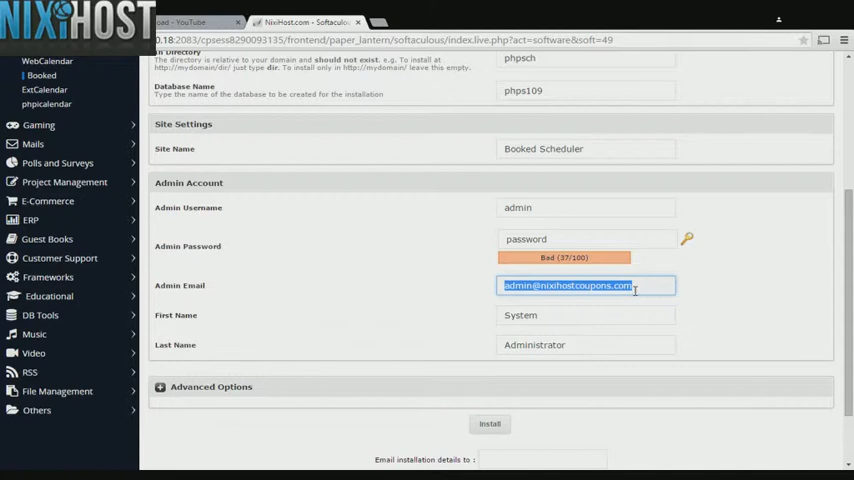 NIXIHOST
oad - YouTube
NixiHost.com - Softaculou
0.18:2083/cpsess8290093135/frontend/paper_lantern/softaculous/index.live.php?act=software&soft=49
WebCalendar
Booked
ExtCalendar
phpicalendar
Gaming
Mails
Polls and Surveys
Project Management
E-Commerce
ERP
Guest Books
Customer Support
Frameworks
Educational
DB Tools
Music
Video
RSS
File Management
Others
In Directory
The directory is relative to your domain and should not exist. e.g. To install at
http://mydomain/dir/ just type dir. To install only in http://mydomain/ leave this empty.
phpsch
Database Name
Type the name of the database to be created for the installation
phps109
Site Settings
Site Name
Booked Scheduler
Admin Account
Admin Username
admin
Admin Password
password
Bad (37/100)
Admin Email
admin@nixihostcoupons.com
First Name
System
Last Name
Administrator
Advanced Options
Install
Email installation details to :